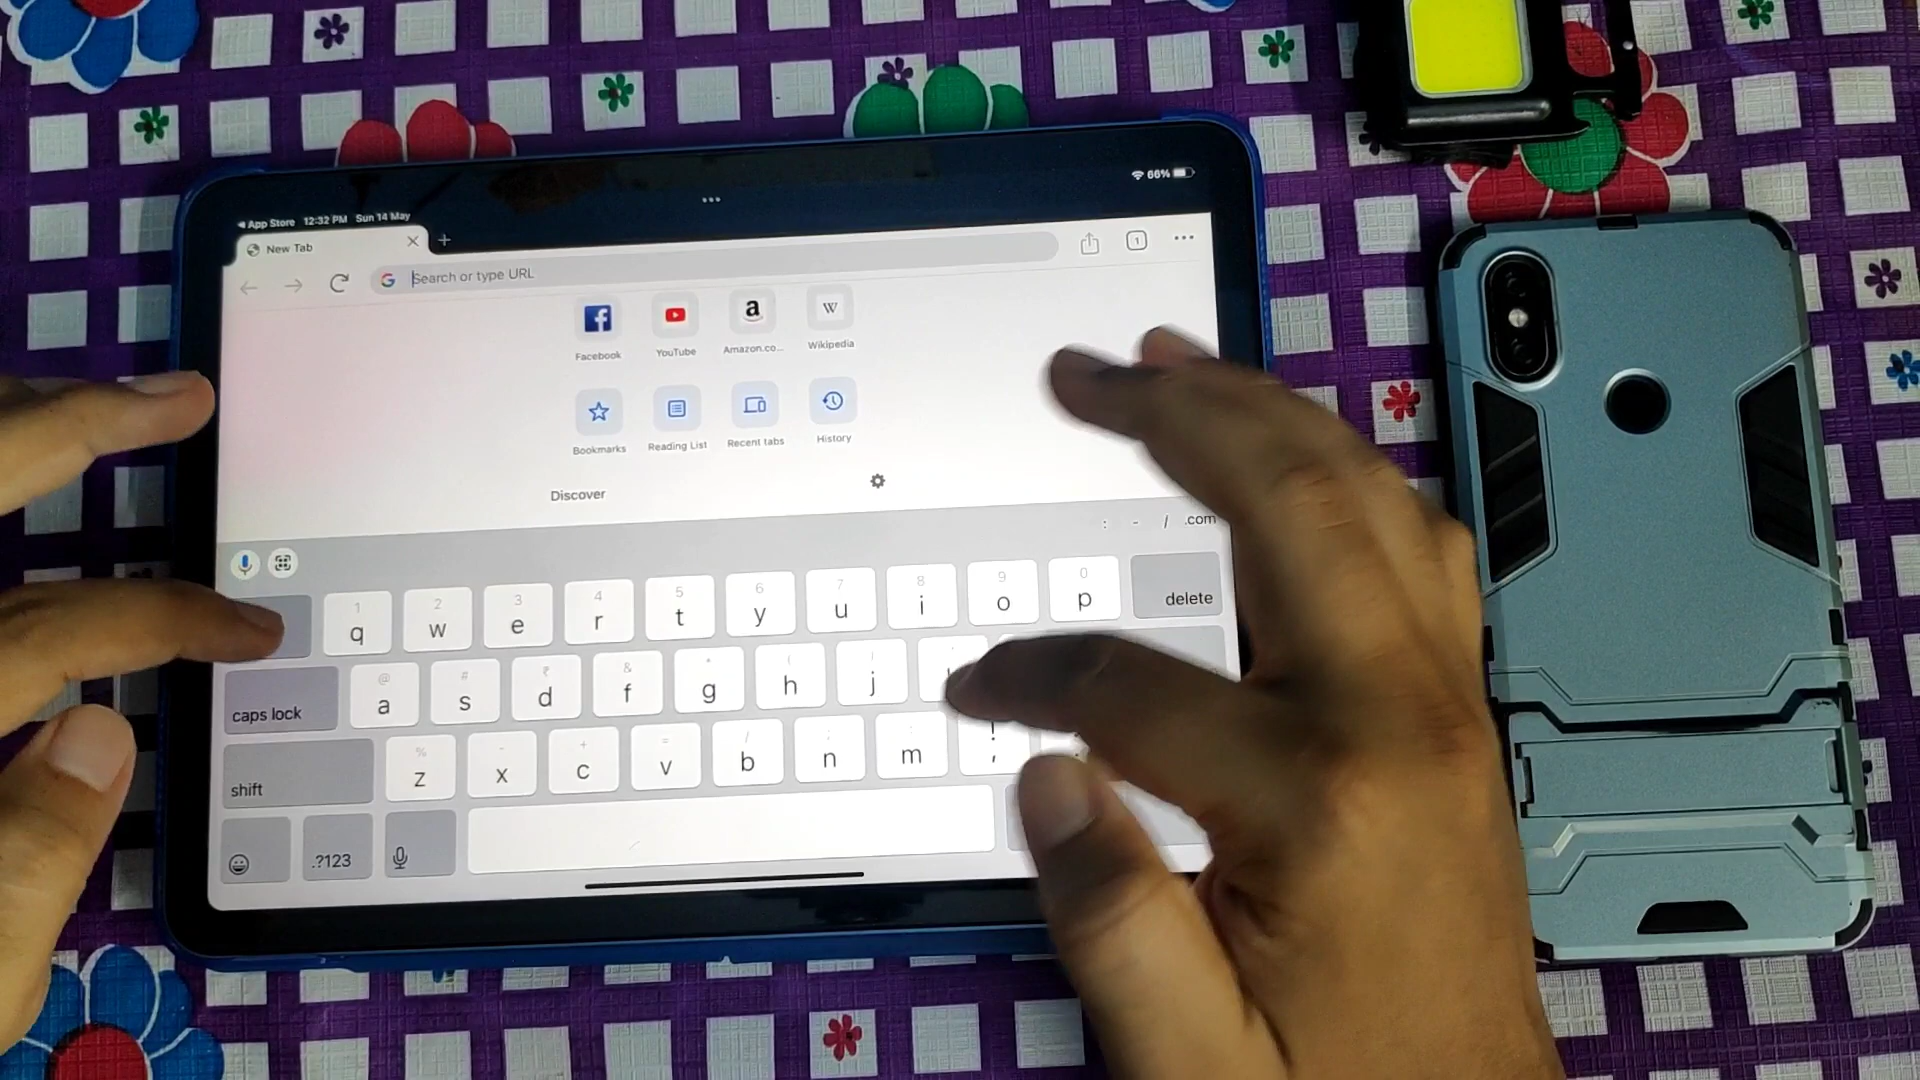 App Store 12:32 PM Sun 14 May
66%
New Tab
1
Search or type URL
Facebook YouTube Amazon.co... Wikipedia
Bookmarks Reading List Recent tabs History
Discover
: - / .com
1 2 3 4 5 6 7 8 9 0
q w e r t y u i o p delete
@ # ₹ & * (
caps lock a s d f g h j
% - + = / ; : !
shift z x c v b n m ,
.?123